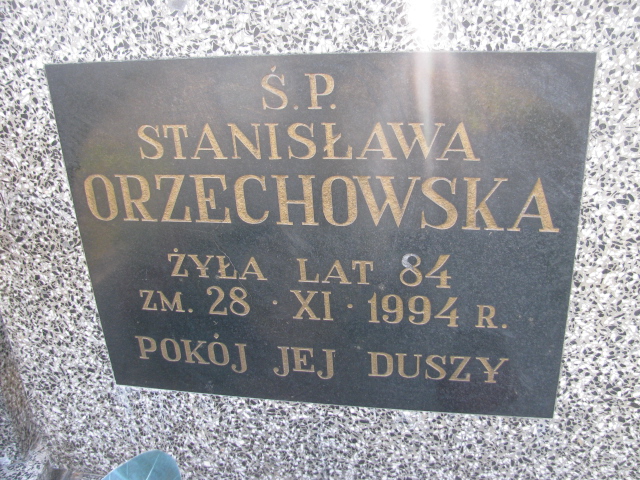 Ś.P.
STANISŁAWA
ORZECHOWSKA
ŻYŁA LAT 84
ZM. 28 · XI · 1994 R.
POKÓJ JEJ DUSZY